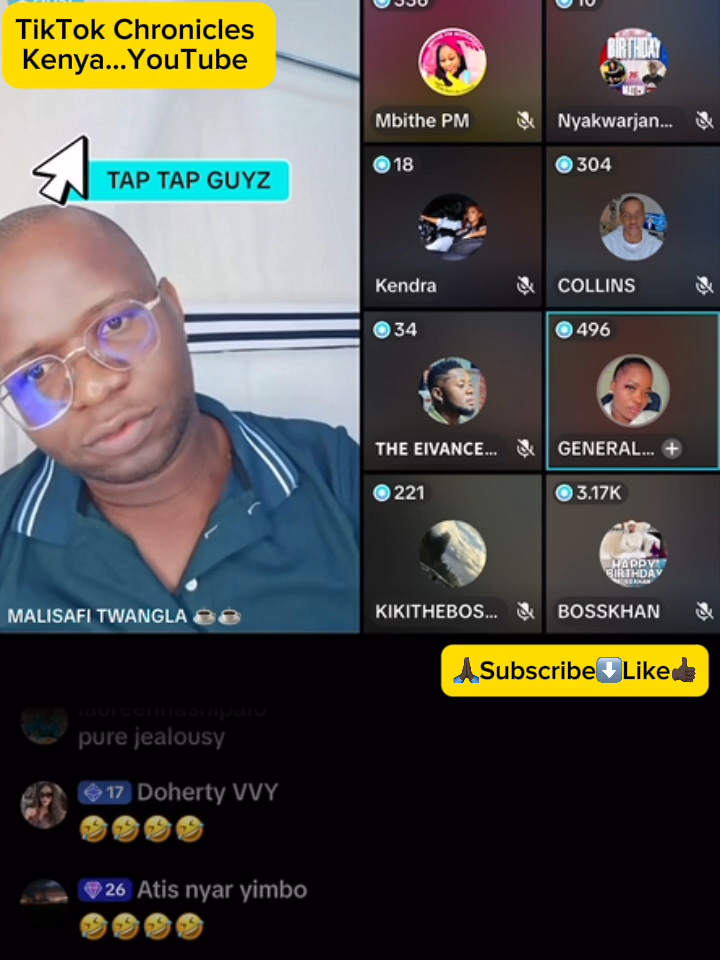 TikTok Chronicles
Kenya...YouTube
TAP TAP GUYZ
MALISAFI TWANGLA ☕☕
338
Mbithe PM
10
BIRTHDAY
MATCH
Nyakwarjan...
18
Kendra
304
COLLINS
34
THE EIVANCE...
496
GENERAL... +
221
KIKITHEBOS...
3.17K
HAPPY
BIRTHDAY
BOSSKHAN
🙏🏿Subscribe⬇️Like👍🏿
pure jealousy
17 Doherty VVY
🤣🤣🤣🤣
26 Atis nyar yimbo
🤣🤣🤣🤣